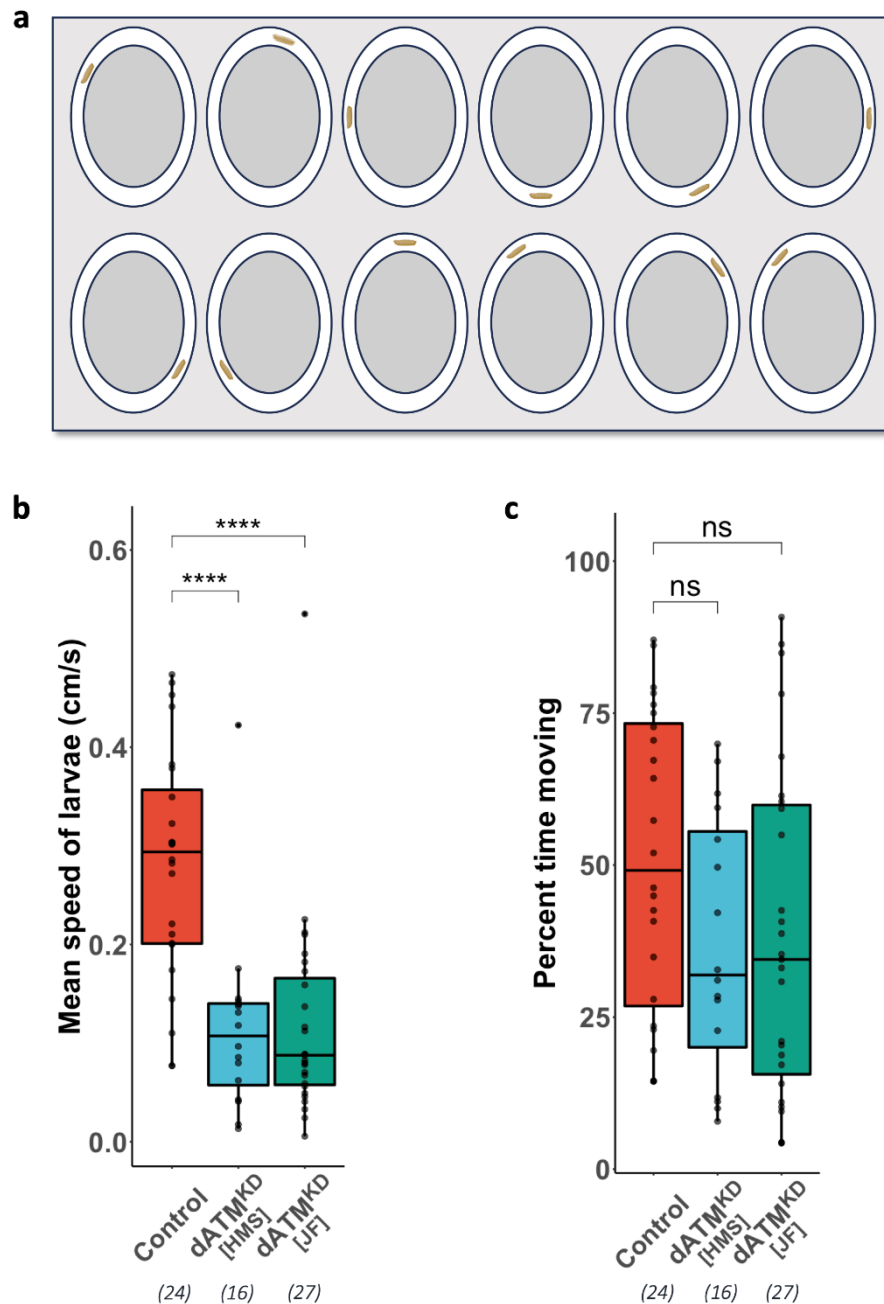 a
b
c
Mean speed of larvae (cm/s)
0.6
0.4
0.2
0.0
****
****
Control
dATMᴷᴰ
[HMS]
dATMᴷᴰ
[JF]
(24)
(16)
(27)
Percent time moving
100
75
50
25
0
ns
ns
Control
dATMᴷᴰ
[HMS]
dATMᴷᴰ
[JF]
(24)
(16)
(27)